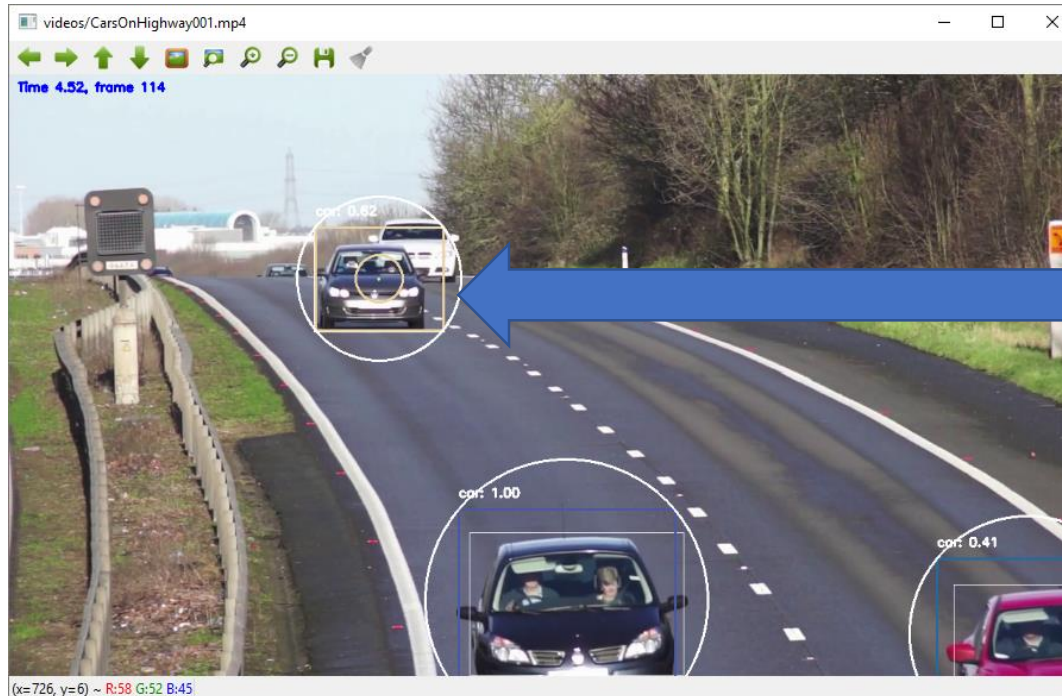 videos/CarsOnHighway001.mp4
Time 4.52, frame 114
car: 0.62
car: 1.00
car: 0.41
(x=726, y=6) ~ R:58 G:52 B:45